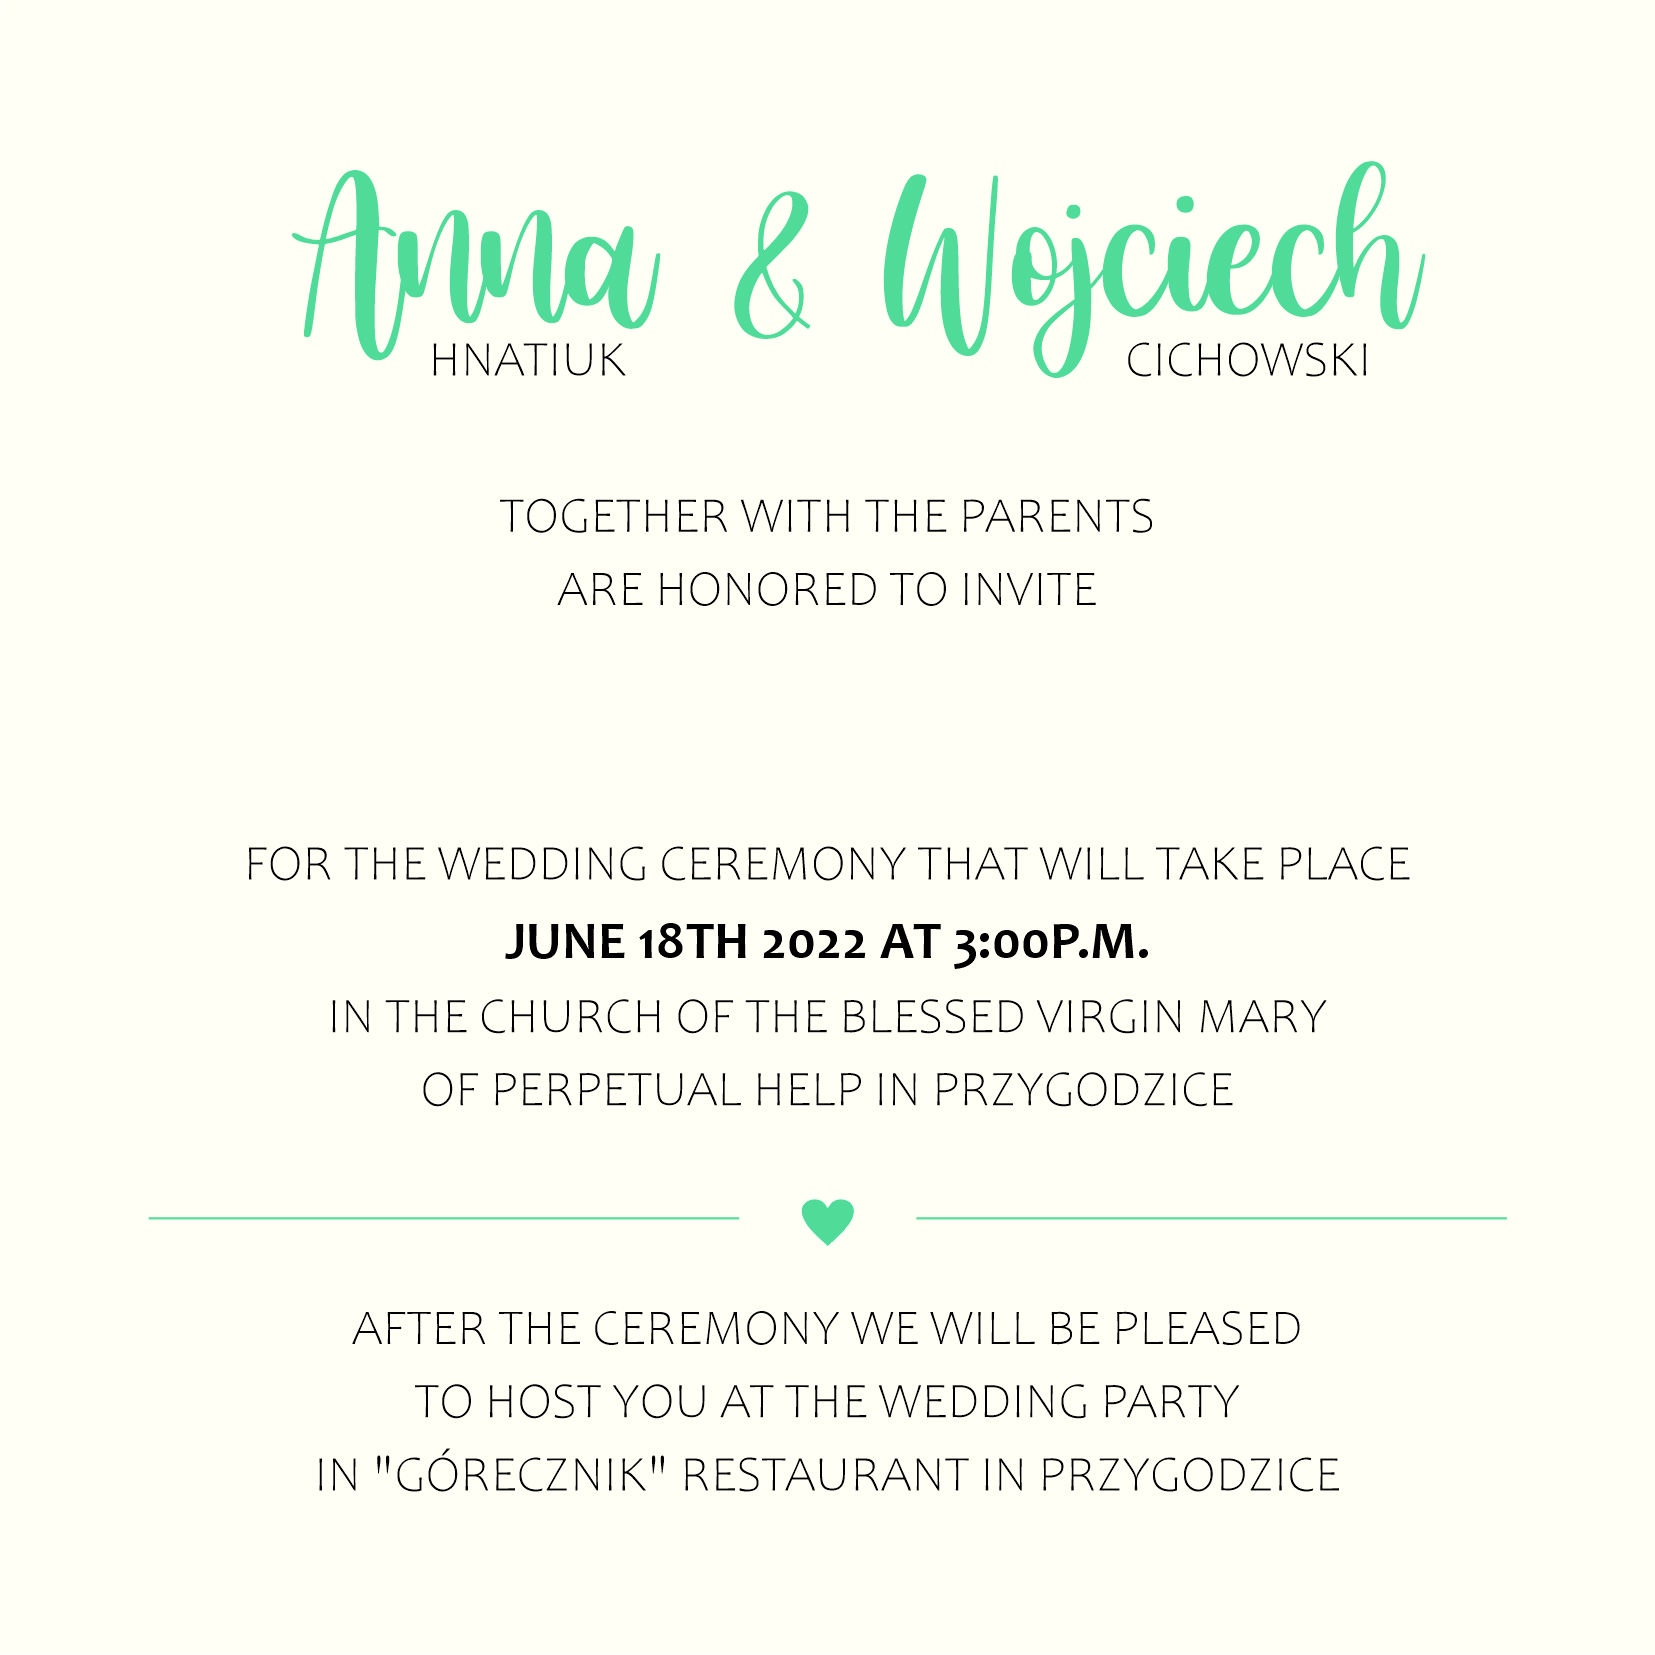 Anna & Wojciech
HNATIUK CICHOWSKI
TOGETHER WITH THE PARENTS
ARE HONORED TO INVITE
FOR THE WEDDING CEREMONY THAT WILL TAKE PLACE
JUNE 18TH 2022 AT 3:00P.M.
IN THE CHURCH OF THE BLESSED VIRGIN MARY
OF PERPETUAL HELP IN PRZYGODZICE
AFTER THE CEREMONY WE WILL BE PLEASED
TO HOST YOU AT THE WEDDING PARTY
IN "GÓRECZNIK" RESTAURANT IN PRZYGODZICE